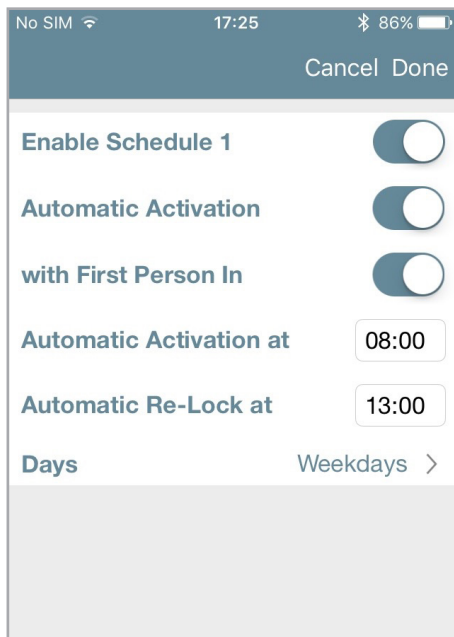 No SIM 17:25 86%
Cancel Done
Enable Schedule 1
Automatic Activation
with First Person In
Automatic Activation at 08:00
Automatic Re-Lock at 13:00
Days Weekdays